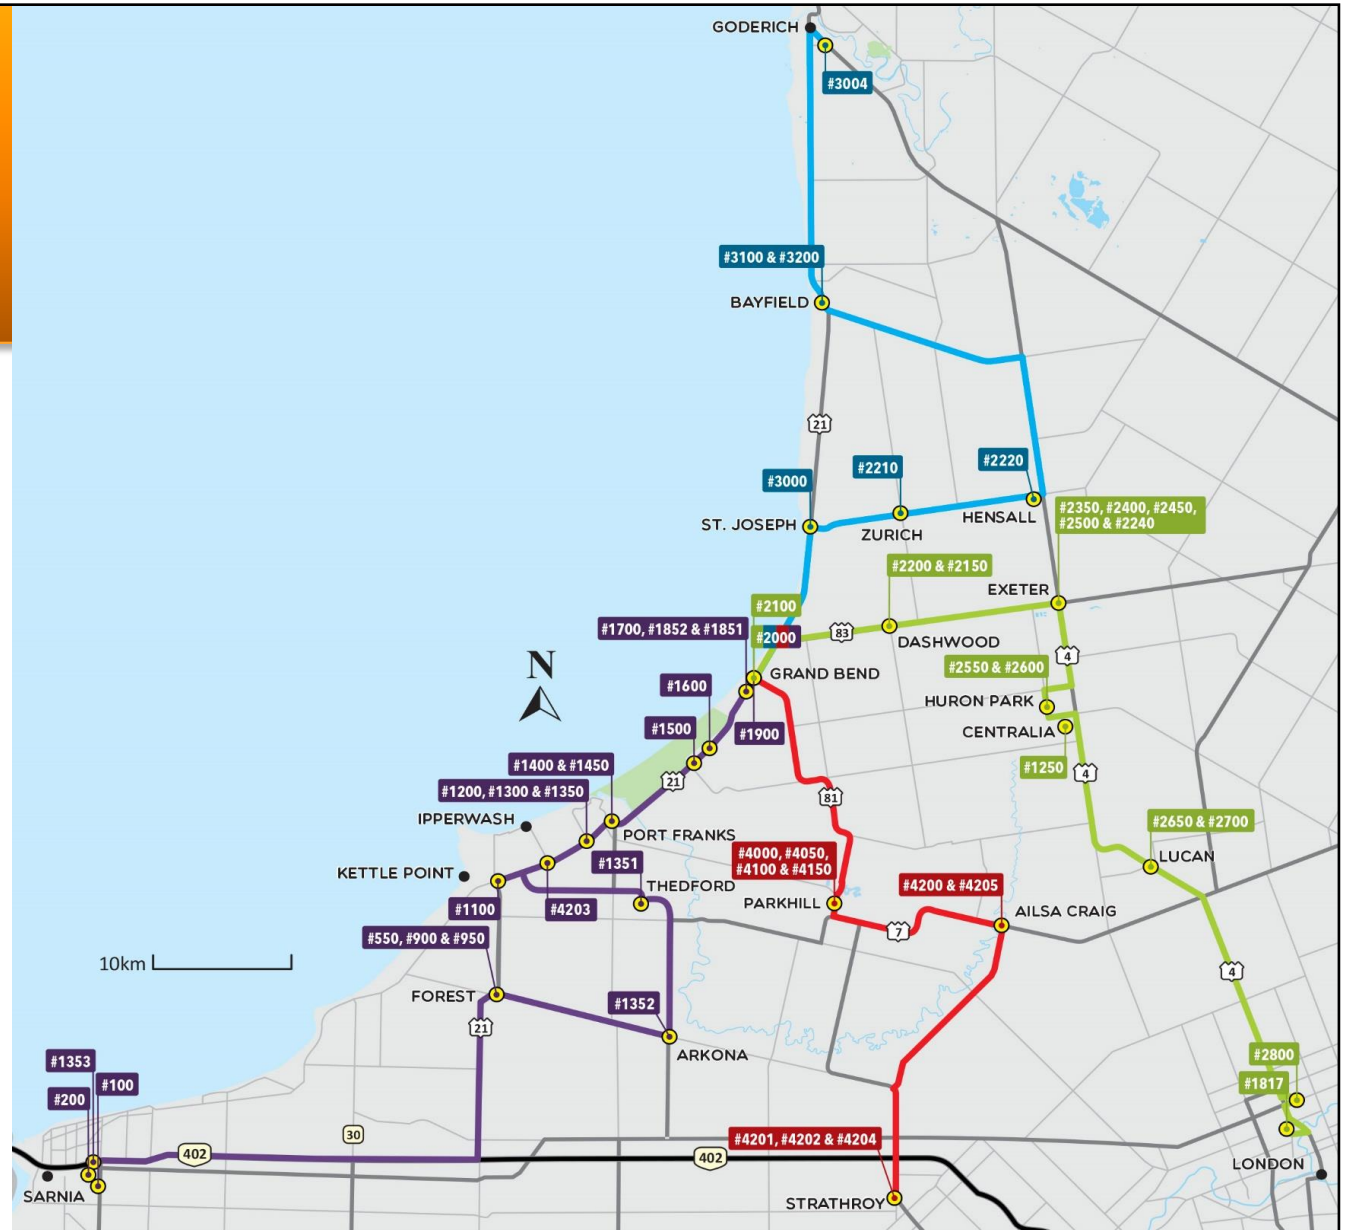 GODERICH
#3004
#3100 & #3200
BAYFIELD
21
#2210
#2220
#3000
HENSALL
ST. JOSEPH
ZURICH
#2350, #2400, #2450,
#2500 & #2240
#2200 & #2150
EXETER
#2100
#1700, #1852 & #1851
#2000
83
DASHWOOD
4
N
#2550 & #2600
GRAND BEND
#1600
HURON PARK
#1500
#1900
CENTRALIA
#1400 & #1450
#1250
4
21
#1200, #1300 & #1350
81
IPPERWASH
#2650 & #2700
PORT FRANKS
LUCAN
#1351
#4000, #4050,
#4100 & #4150
KETTLE POINT
THEDFORD
#4200 & #4205
#1100
#4203
PARKHILL
AILSA CRAIG
7
#550, #900 & #950
10km
4
FOREST
#1352
21
ARKONA
#1353
#2800
#100
#1817
#200
30
#4201, #4202 & #4204
402
402
LONDON
SARNIA
STRATHROY